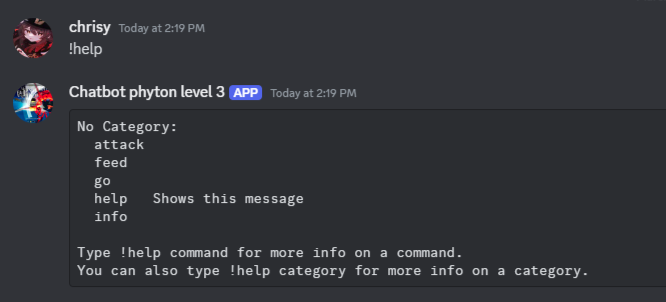 chrisy Today at 2:19 PM
!help
Chatbot phyton level 3 APP Today at 2:19 PM
No Category:
  attack
  feed
  go
  help   Shows this message
  info

Type !help command for more info on a command.
You can also type !help category for more info on a category.